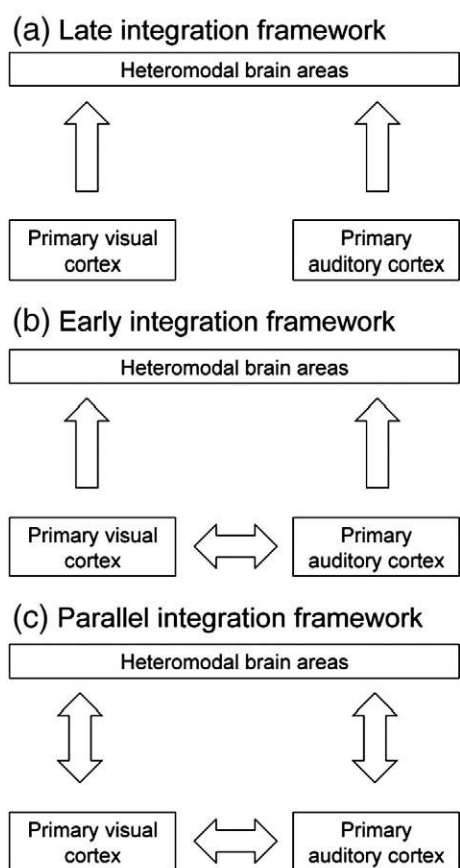 (a) Late integration framework
Heteromodal brain areas
Primary visual
cortex
Primary
auditory cortex
(b) Early integration framework
Heteromodal brain areas
Primary visual
cortex
Primary
auditory cortex
(c) Parallel integration framework
Heteromodal brain areas
Primary visual
cortex
Primary
auditory cortex